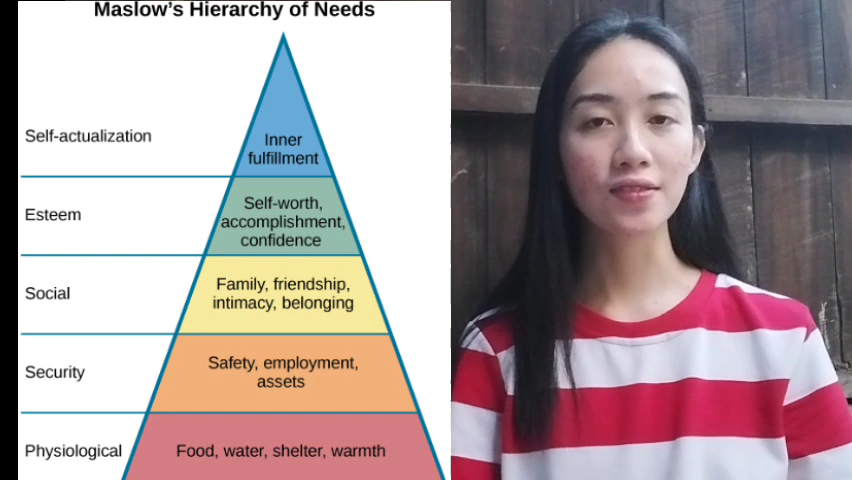 Maslow's Hierarchy of Needs
Self-actualization
Inner
fulfillment
Esteem
Self-worth,
accomplishment,
confidence
Social
Family, friendship,
intimacy, belonging
Security
Safety, employment,
assets
Physiological
Food, water, shelter, warmth